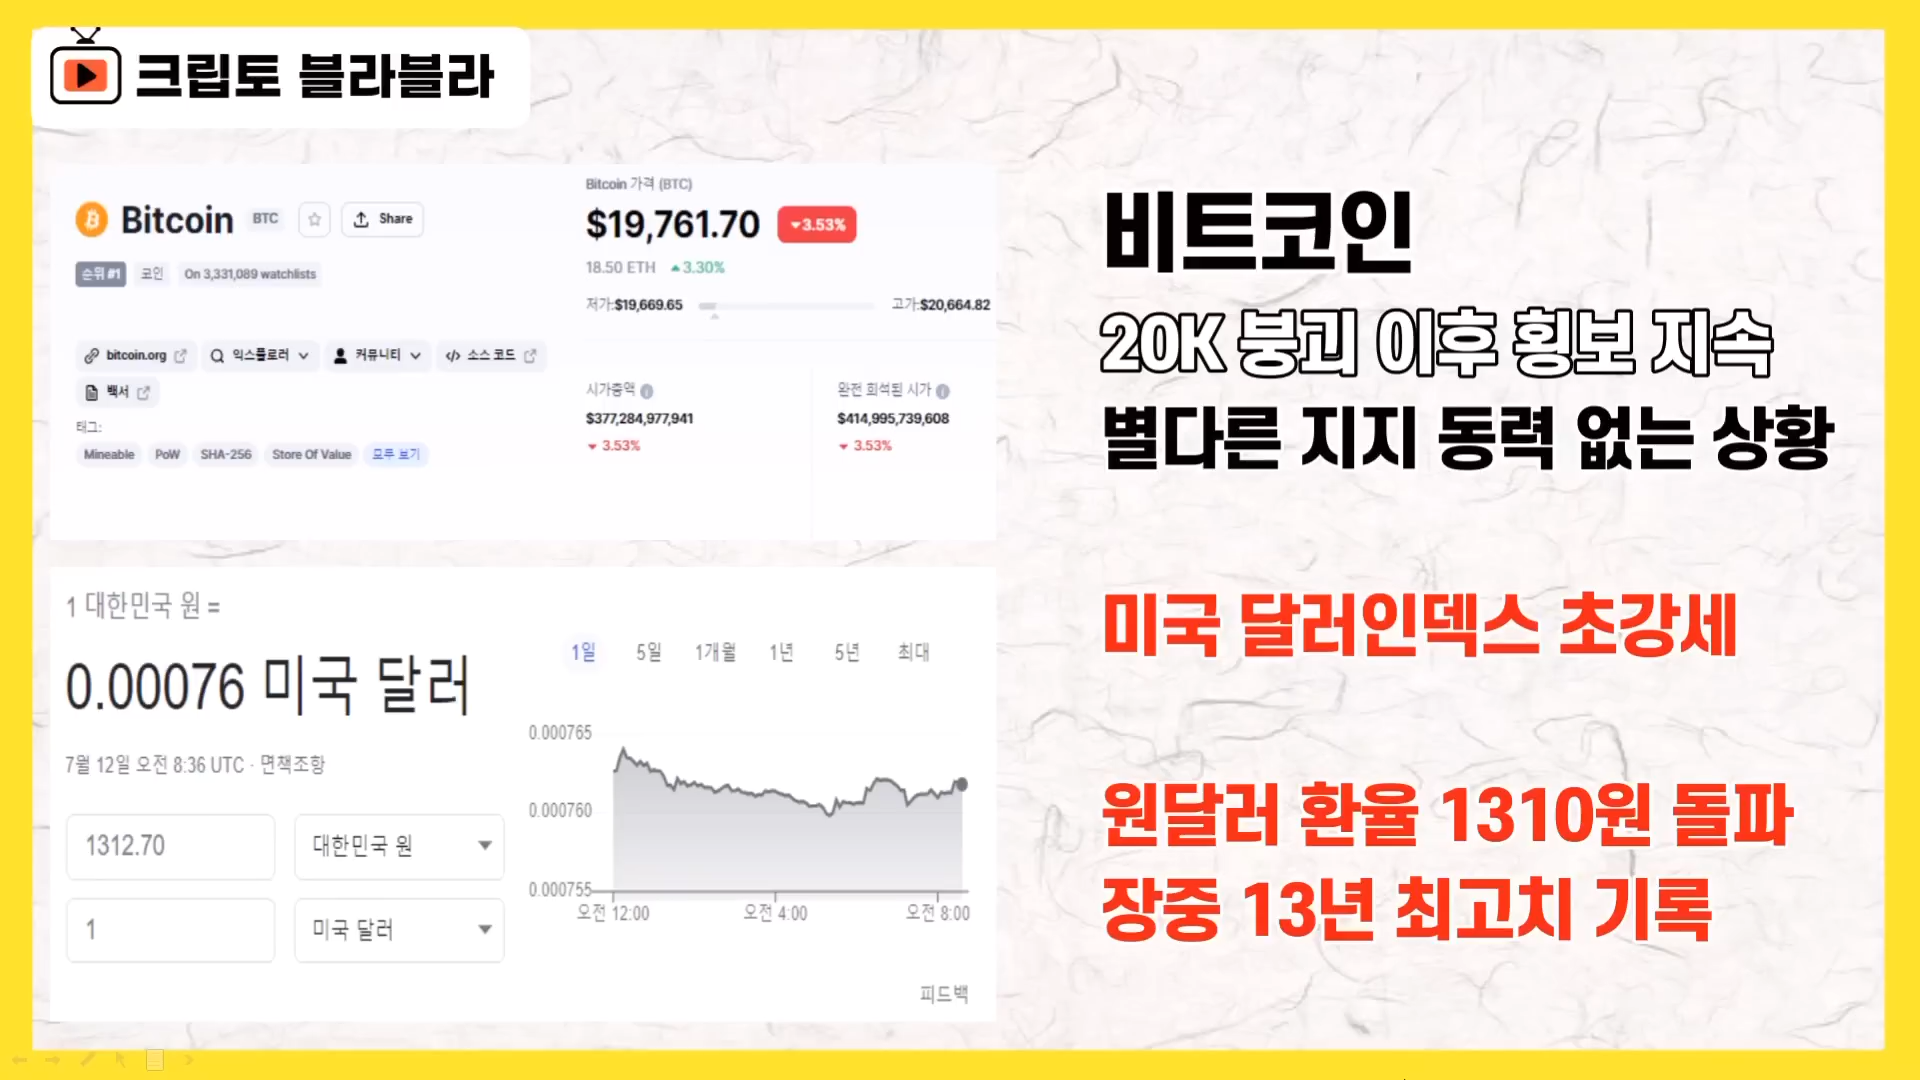 크립토 블라블라
Bitcoin BTC Share
순위 #1 코인 On 3,331,089 watchlists
bitcoin.org 익스플로러 커뮤니티 소스 코드
백서
태그:
Mineable PoW SHA-256 Store Of Value 모두 보기
Bitcoin 가격 (BTC)
$19,761.70 3.53%
18.50 ETH 3.30%
저가:$19,669.65 고가:$20,664.82
시가총액 완전 희석된 시가
$377,284,977,941 $414,995,739,608
3.53% 3.53%
1 대한민국 원 =
0.00076 미국 달러
7월 12일 오전 8:36 UTC · 면책조항
1312.70 대한민국 원
1 미국 달러
1일 5일 1개월 1년 5년 최대
0.000765
0.000760
0.000755
오전 12:00 오전 4:00 오전 8:00
피드백
비트코인
20K 붕괴 이후 횡보 지속
별다른 지지 동력 없는 상황
미국 달러인덱스 초강세
원달러 환율 1310원 돌파
장중 13년 최고치 기록